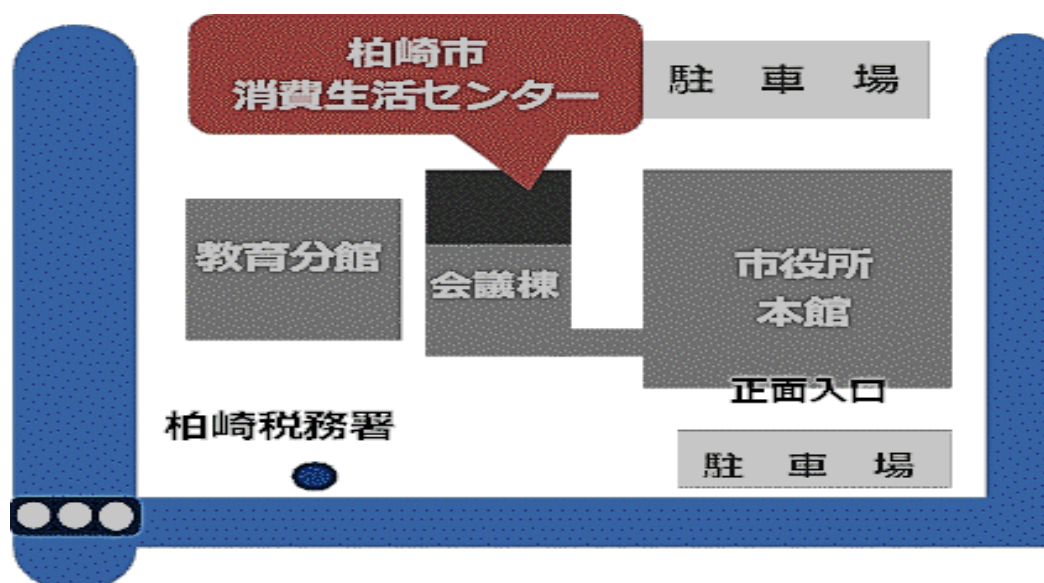 柏崎市
消費生活センター
駐 車 場
教育分館
会議棟
市役所
本館
正面入口
柏崎税務署
駐 車 場